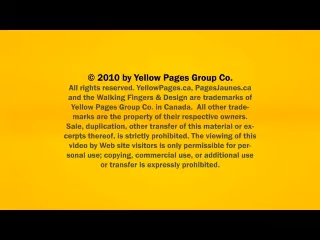 © 2010 by Yellow Pages Group Co.
All rights reserved. YellowPages.ca, PagesJaunes.ca
and the Walking Fingers & Design are trademarks of
Yellow Pages Group Co. in Canada.  All other trade-
marks are the property of their respective owners.
Sale, duplication, other transfer of this material or ex-
cerpts thereof, is strictly prohibited. The viewing of this
video by Web site visitors is only permissible for per-
sonal use; copying, commercial use, or additional use
or transfer is expressly prohibited.